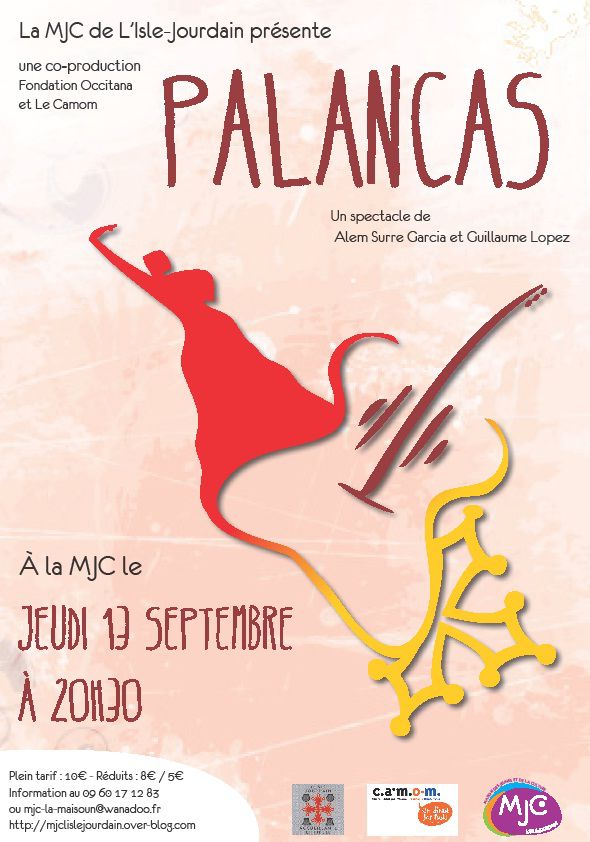 La MJC de L'Isle-Jourdain présente
une co-production
Fondation Occitana
et Le Camom
PALANCAS
Un spectacle de
Alem Surre Garcia et Guillaume Lopez
À la MJC le
JEUDI 13 SEPTEMBRE
À 20H30
Plein tarif : 10€ - Réduits : 8€ / 5€
Information au 09 60 17 12 83
ou mjc-la-maisoun@wanadoo.fr
http://mjclislejourdain.over-blog.com
c.a'm.o-m.
MJC